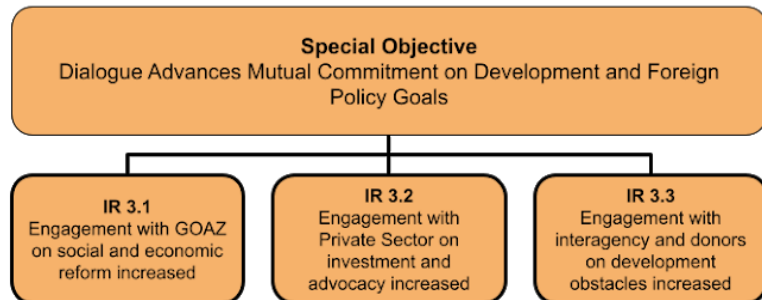 Special Objective
Dialogue Advances Mutual Commitment on Development and Foreign
Policy Goals
IR 3.1
Engagement with GOAZ
on social and economic
reform increased
IR 3.2
Engagement with
Private Sector on
investment and
advocacy increased
IR 3.3
Engagement with
interagency and donors
on development
obstacles increased